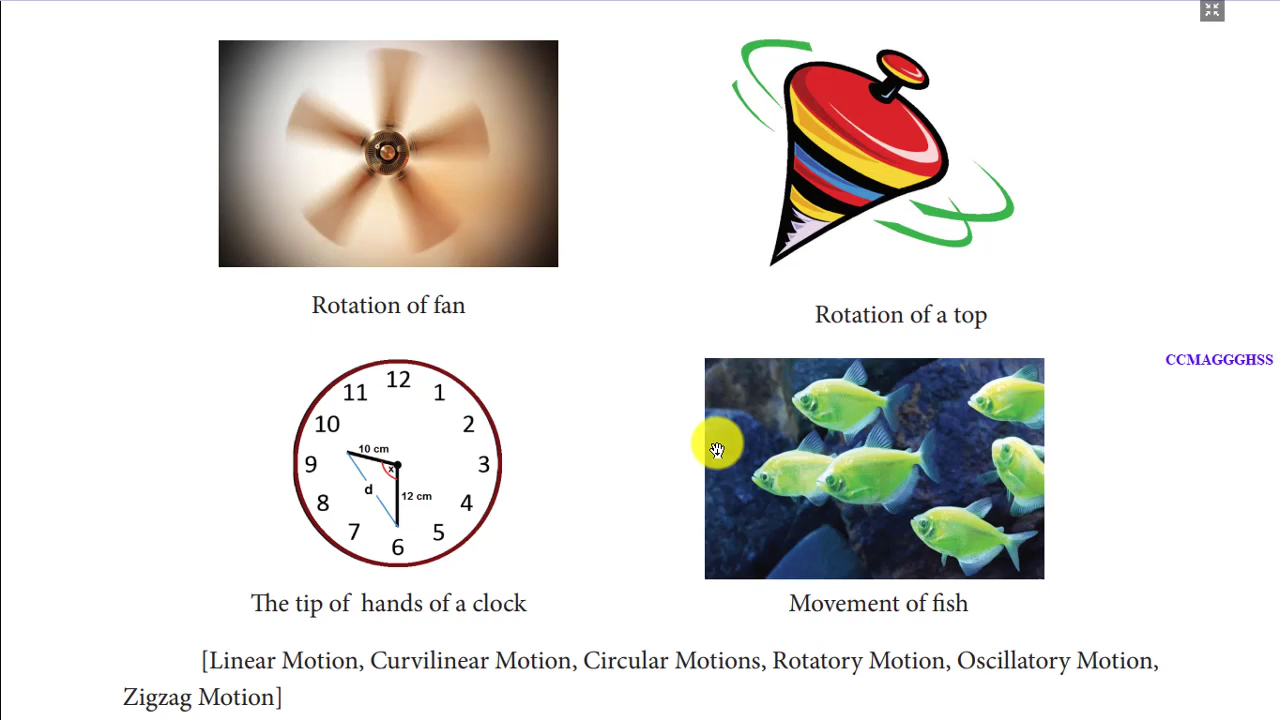 Rotation of fan
Rotation of a top
CCMAGGGHSS
12
11
1
10
2
10 cm
9
x
3
d
12 cm
8
4
7
5
6
The tip of hands of a clock
Movement of fish
[Linear Motion, Curvilinear Motion, Circular Motions, Rotatory Motion, Oscillatory Motion,
Zigzag Motion]